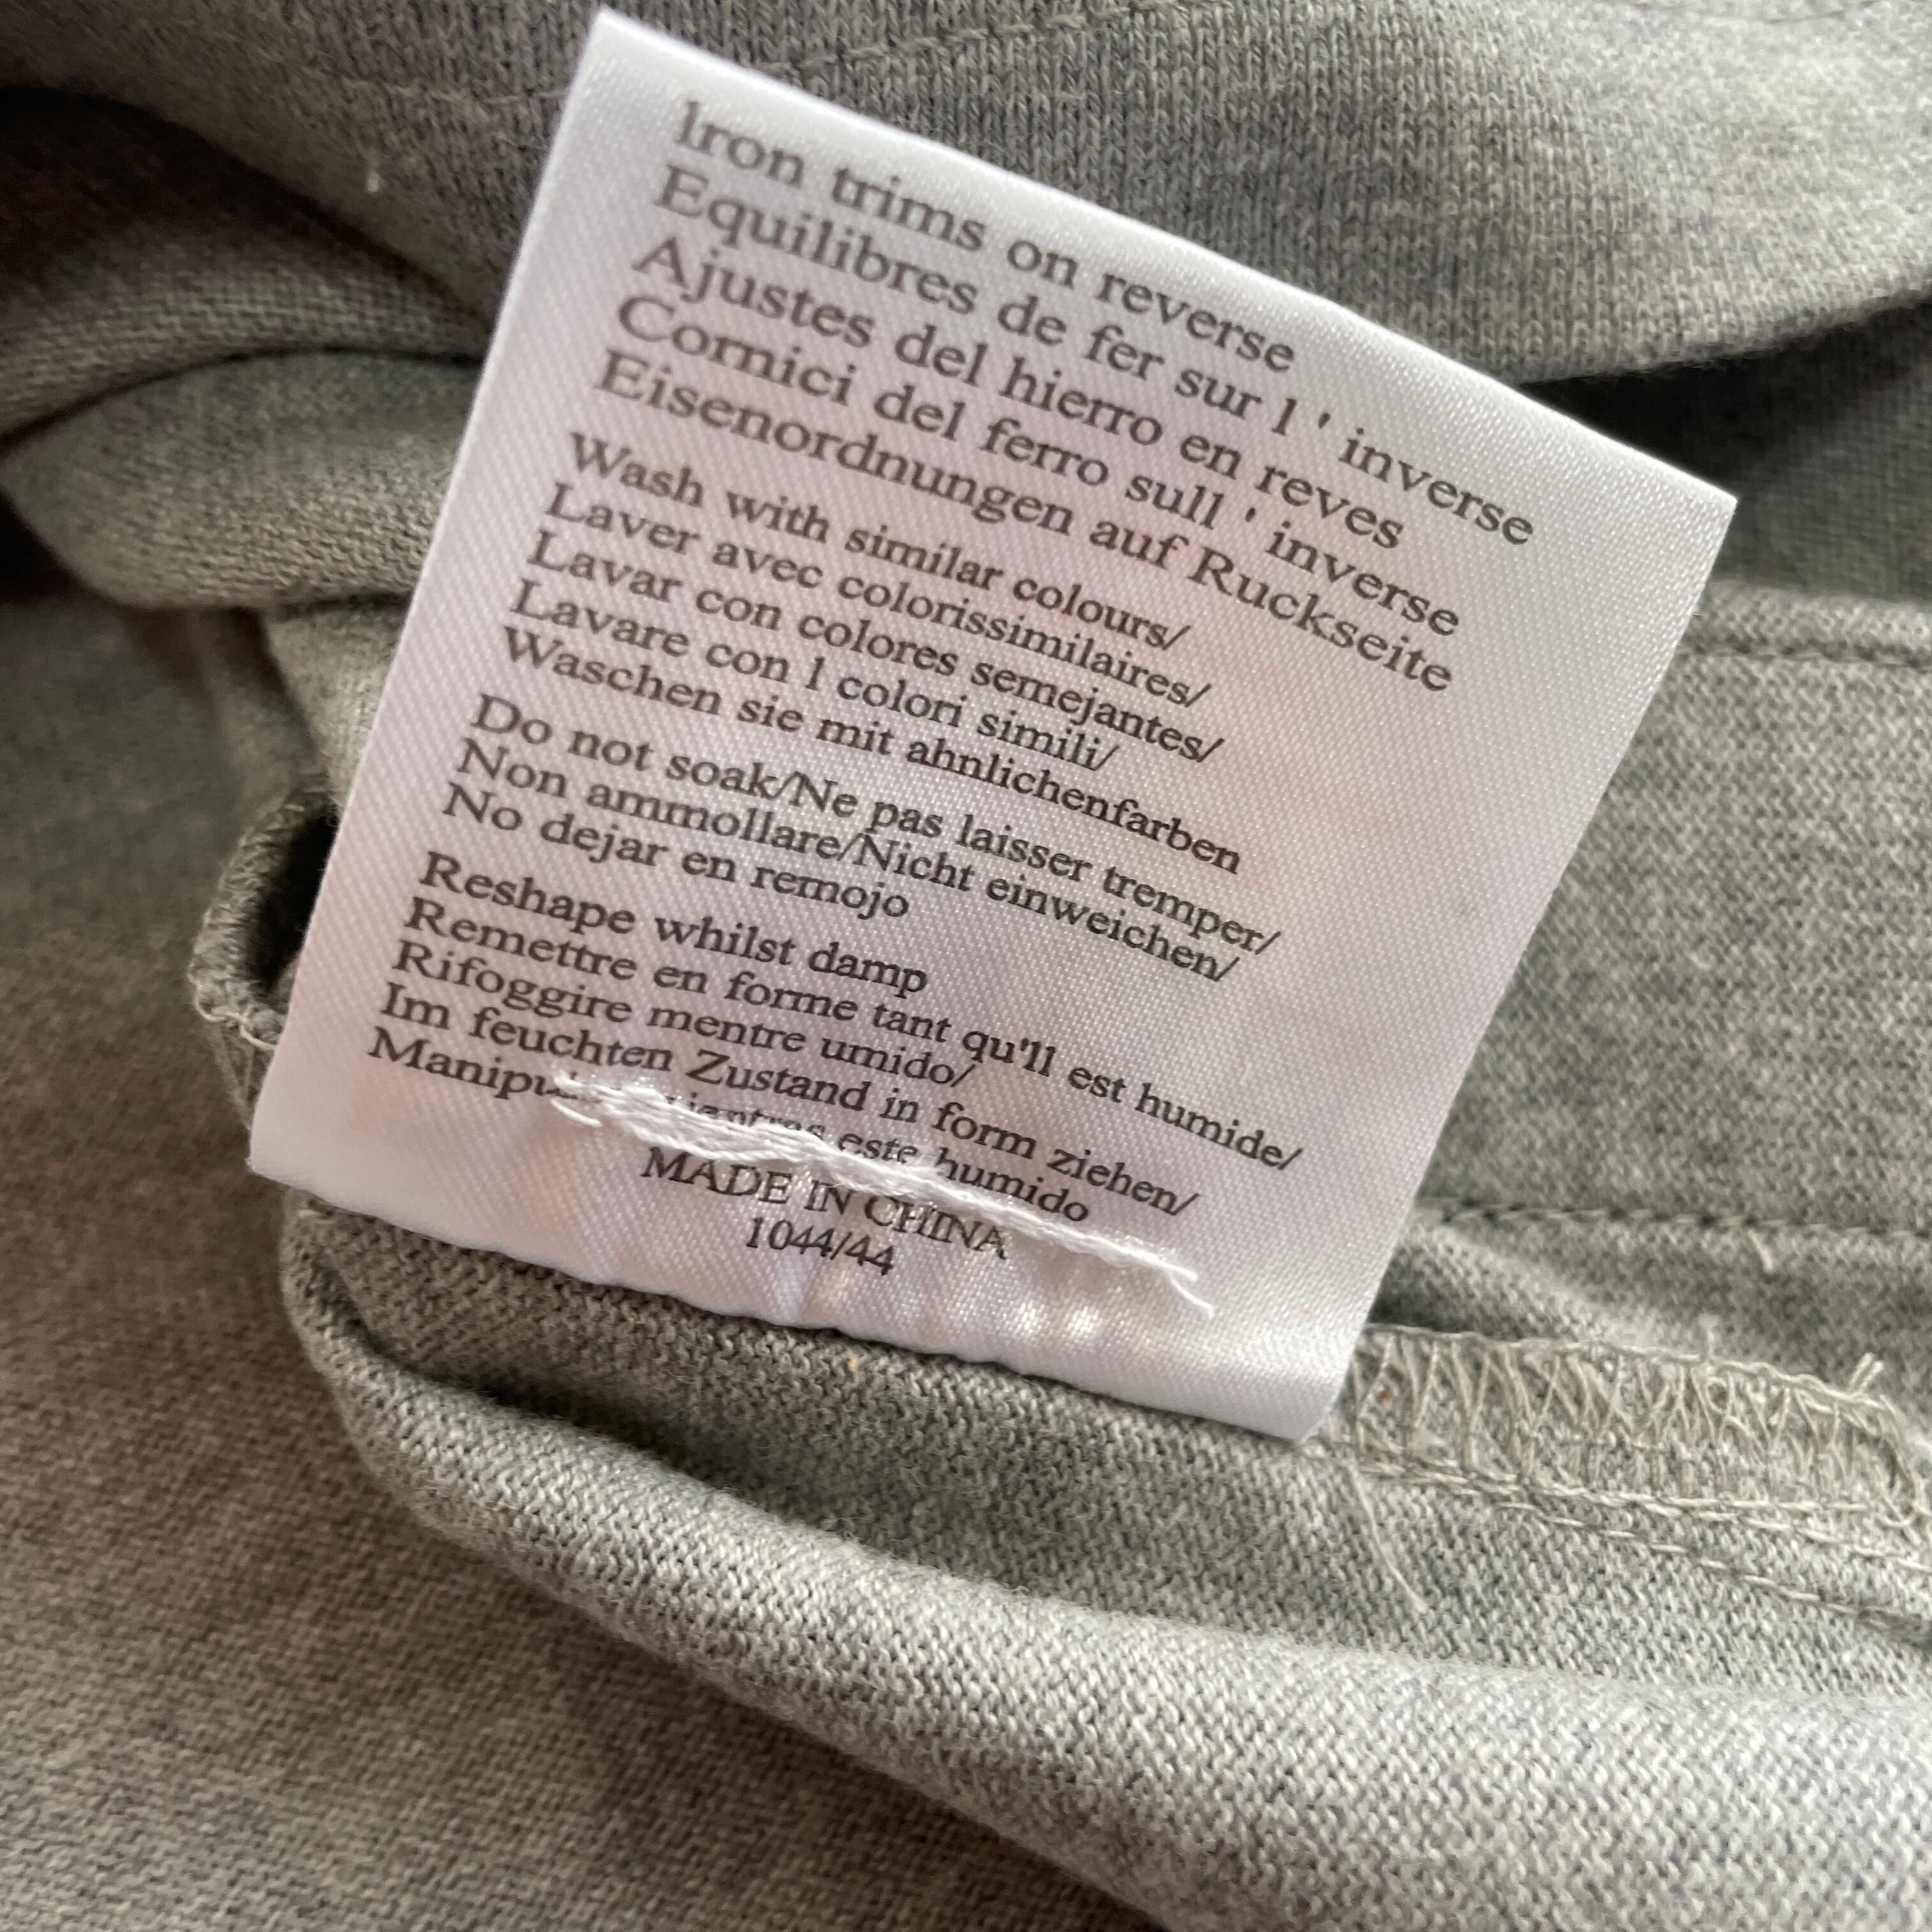 Iron trims on reverse
Equilibres de fer sur l ' inverse
Ajustes del hierro en reves
Cornici del ferro sull ' inverse
Eisenordnungen auf Ruckseite
Wash with similar colours/
Laver avec colorissimilaires/
Lavar con colores semejantes/
Lavare con l colori simili/
Waschen sie mit ahnlichenfarben
Do not soak/Ne pas laisser tremper/
Non ammollare/Nicht einweichen/
No dejar en remojo
Reshape whilst damp
Remettre en forme tant qu'll est humide/
Rifoggire mentre umido/
Im feuchten Zustand in form ziehen/
este humido
MADE IN CHINA
1044/44